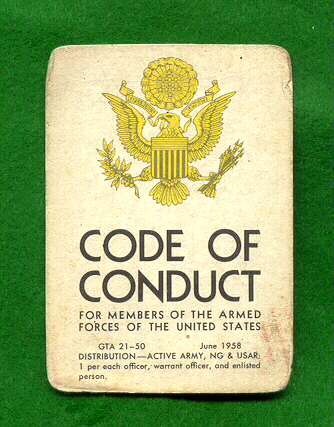 CODE OF
CONDUCT
FOR MEMBERS OF THE ARMED
FORCES OF THE UNITED STATES
GTA 21-50 June 1958
DISTRIBUTION—ACTIVE ARMY, NG & USAR:
1 per each officer, warrant officer, and enlisted
person.